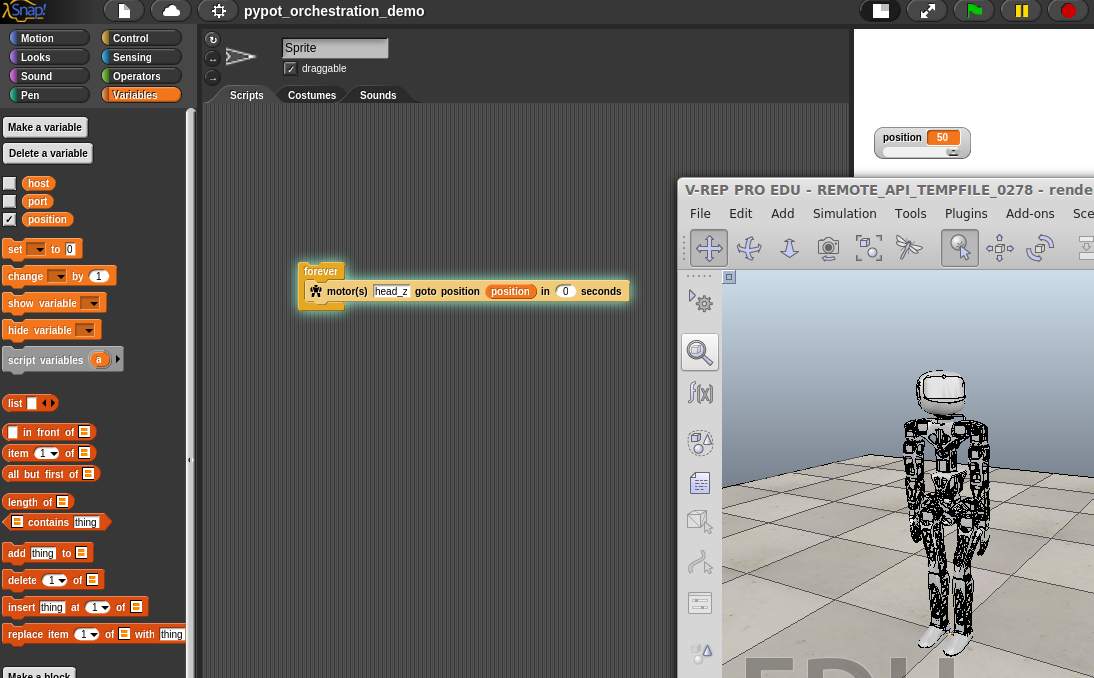 Snap!
pypot_orchestration_demo
Motion
Control
Looks
Sensing
Sound
Operators
Pen
Variables
Make a variable
Delete a variable
host
port
position
set to 0
change by 1
show variable
hide variable
script variables a
list
in front of
item 1 of
all but first of
length of
contains thing
add thing to
delete 1 of
insert thing at 1 of
replace item 1 of with thing
Make a block
Sprite
draggable
Scripts Costumes Sounds
forever
motor(s) head_z goto position position in 0 seconds
position 50
V-REP PRO EDU - REMOTE_API_TEMPFILE_0278 - rende
File Edit Add Simulation Tools Plugins Add-ons Sce
f(x)
EDU